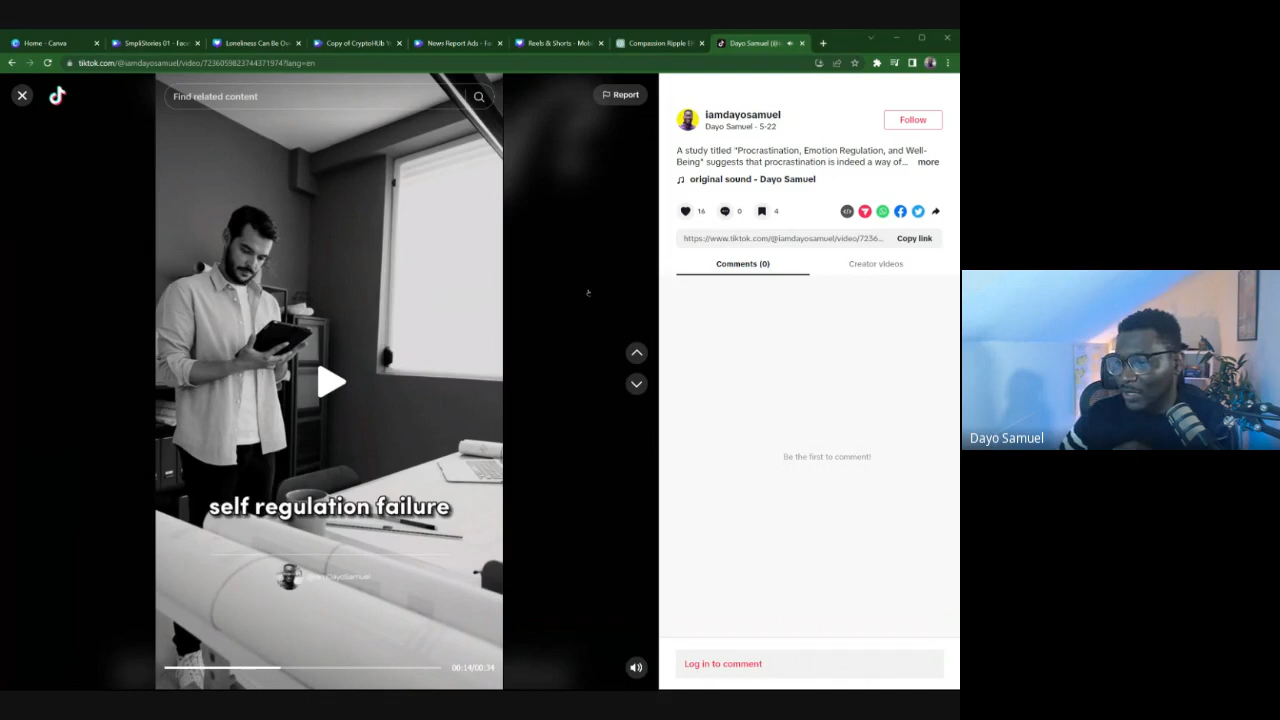 Home - Canva
SmpliStories 01 - Fac
Loneliness Can Be Ov
Copy of CryptoHUb
News Report Ads - Fa
Reels & Shorts - Mob
Compassion Ripple Ef
Dayo Samuel (@i
tiktok.com/@iamdayosamuel/video/7236059823744371974?lang=en
Find related content
Report
iamdayosamuel
Dayo Samuel · 5-22
Follow
A study titled "Procrastination, Emotion Regulation, and Well-
Being" suggests that procrastination is indeed a way of... more
original sound - Dayo Samuel
16
0
4
https://www.tiktok.com/@iamdayosamuel/video/7236...
Copy link
Comments (0)
Creator videos
Be the first to comment!
self regulation failure
Dayo Samuel
00:14/00:34
Log in to comment